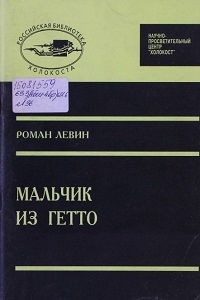 РОССИЙСКАЯ БИБЛИОТЕКА
ХОЛОКОСТА
НАУЧНО-
ПРОСВЕТИТЕЛЬНЫЙ
ЦЕНТР
"ХОЛОКОСТ"
РОМАН ЛЕВИН
МАЛЬЧИК
ИЗ ГЕТТО